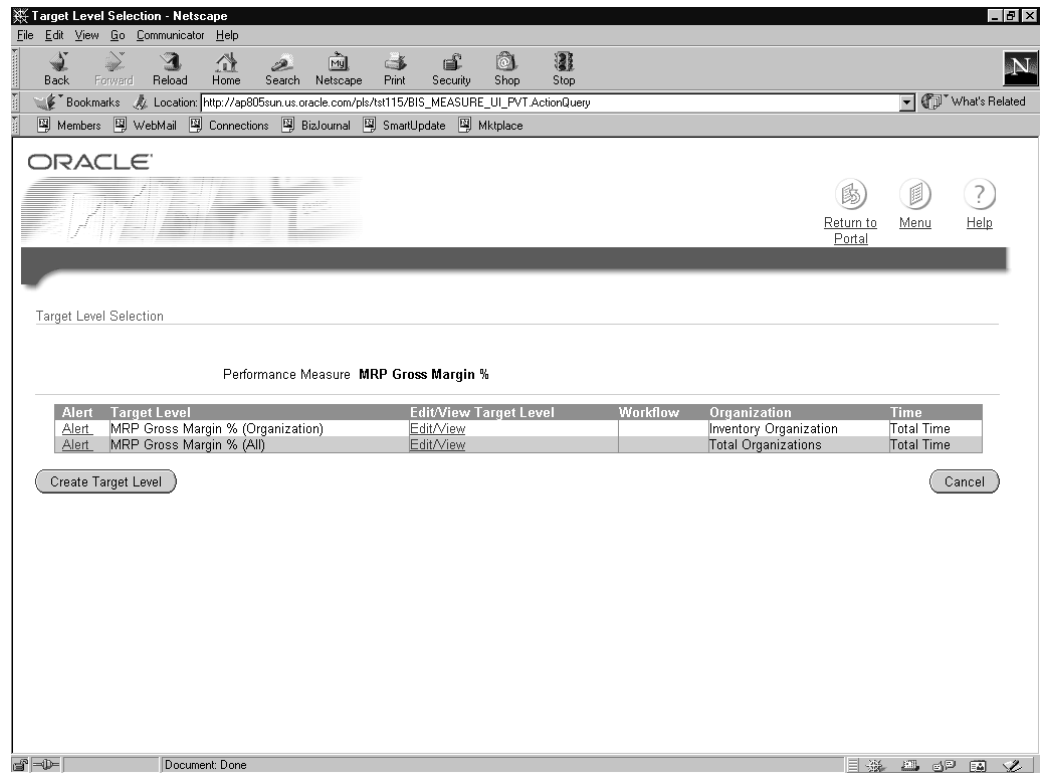 Target Level Selection - Netscape
File Edit View Go Communicator Help
My
Back Forward Reload Home Search Netscape Print Security Shop Stop
N
Bookmarks Location: http://ap805sun.us.oracle.com/pls/tst115/BIS_MEASURE_UI_PVT.ActionQuery What's Related
Members WebMail Connections BizJournal SmartUpdate Mktplace
ORACLE
?
Return to Portal Menu Help
Target Level Selection
Performance Measure MRP Gross Margin %
Alert Target Level Edit/View Target Level Workflow Organization Time
Alert MRP Gross Margin % (Organization) Edit/View Inventory Organization Total Time
Alert MRP Gross Margin % (All) Edit/View Total Organizations Total Time
Create Target Level Cancel
Document: Done